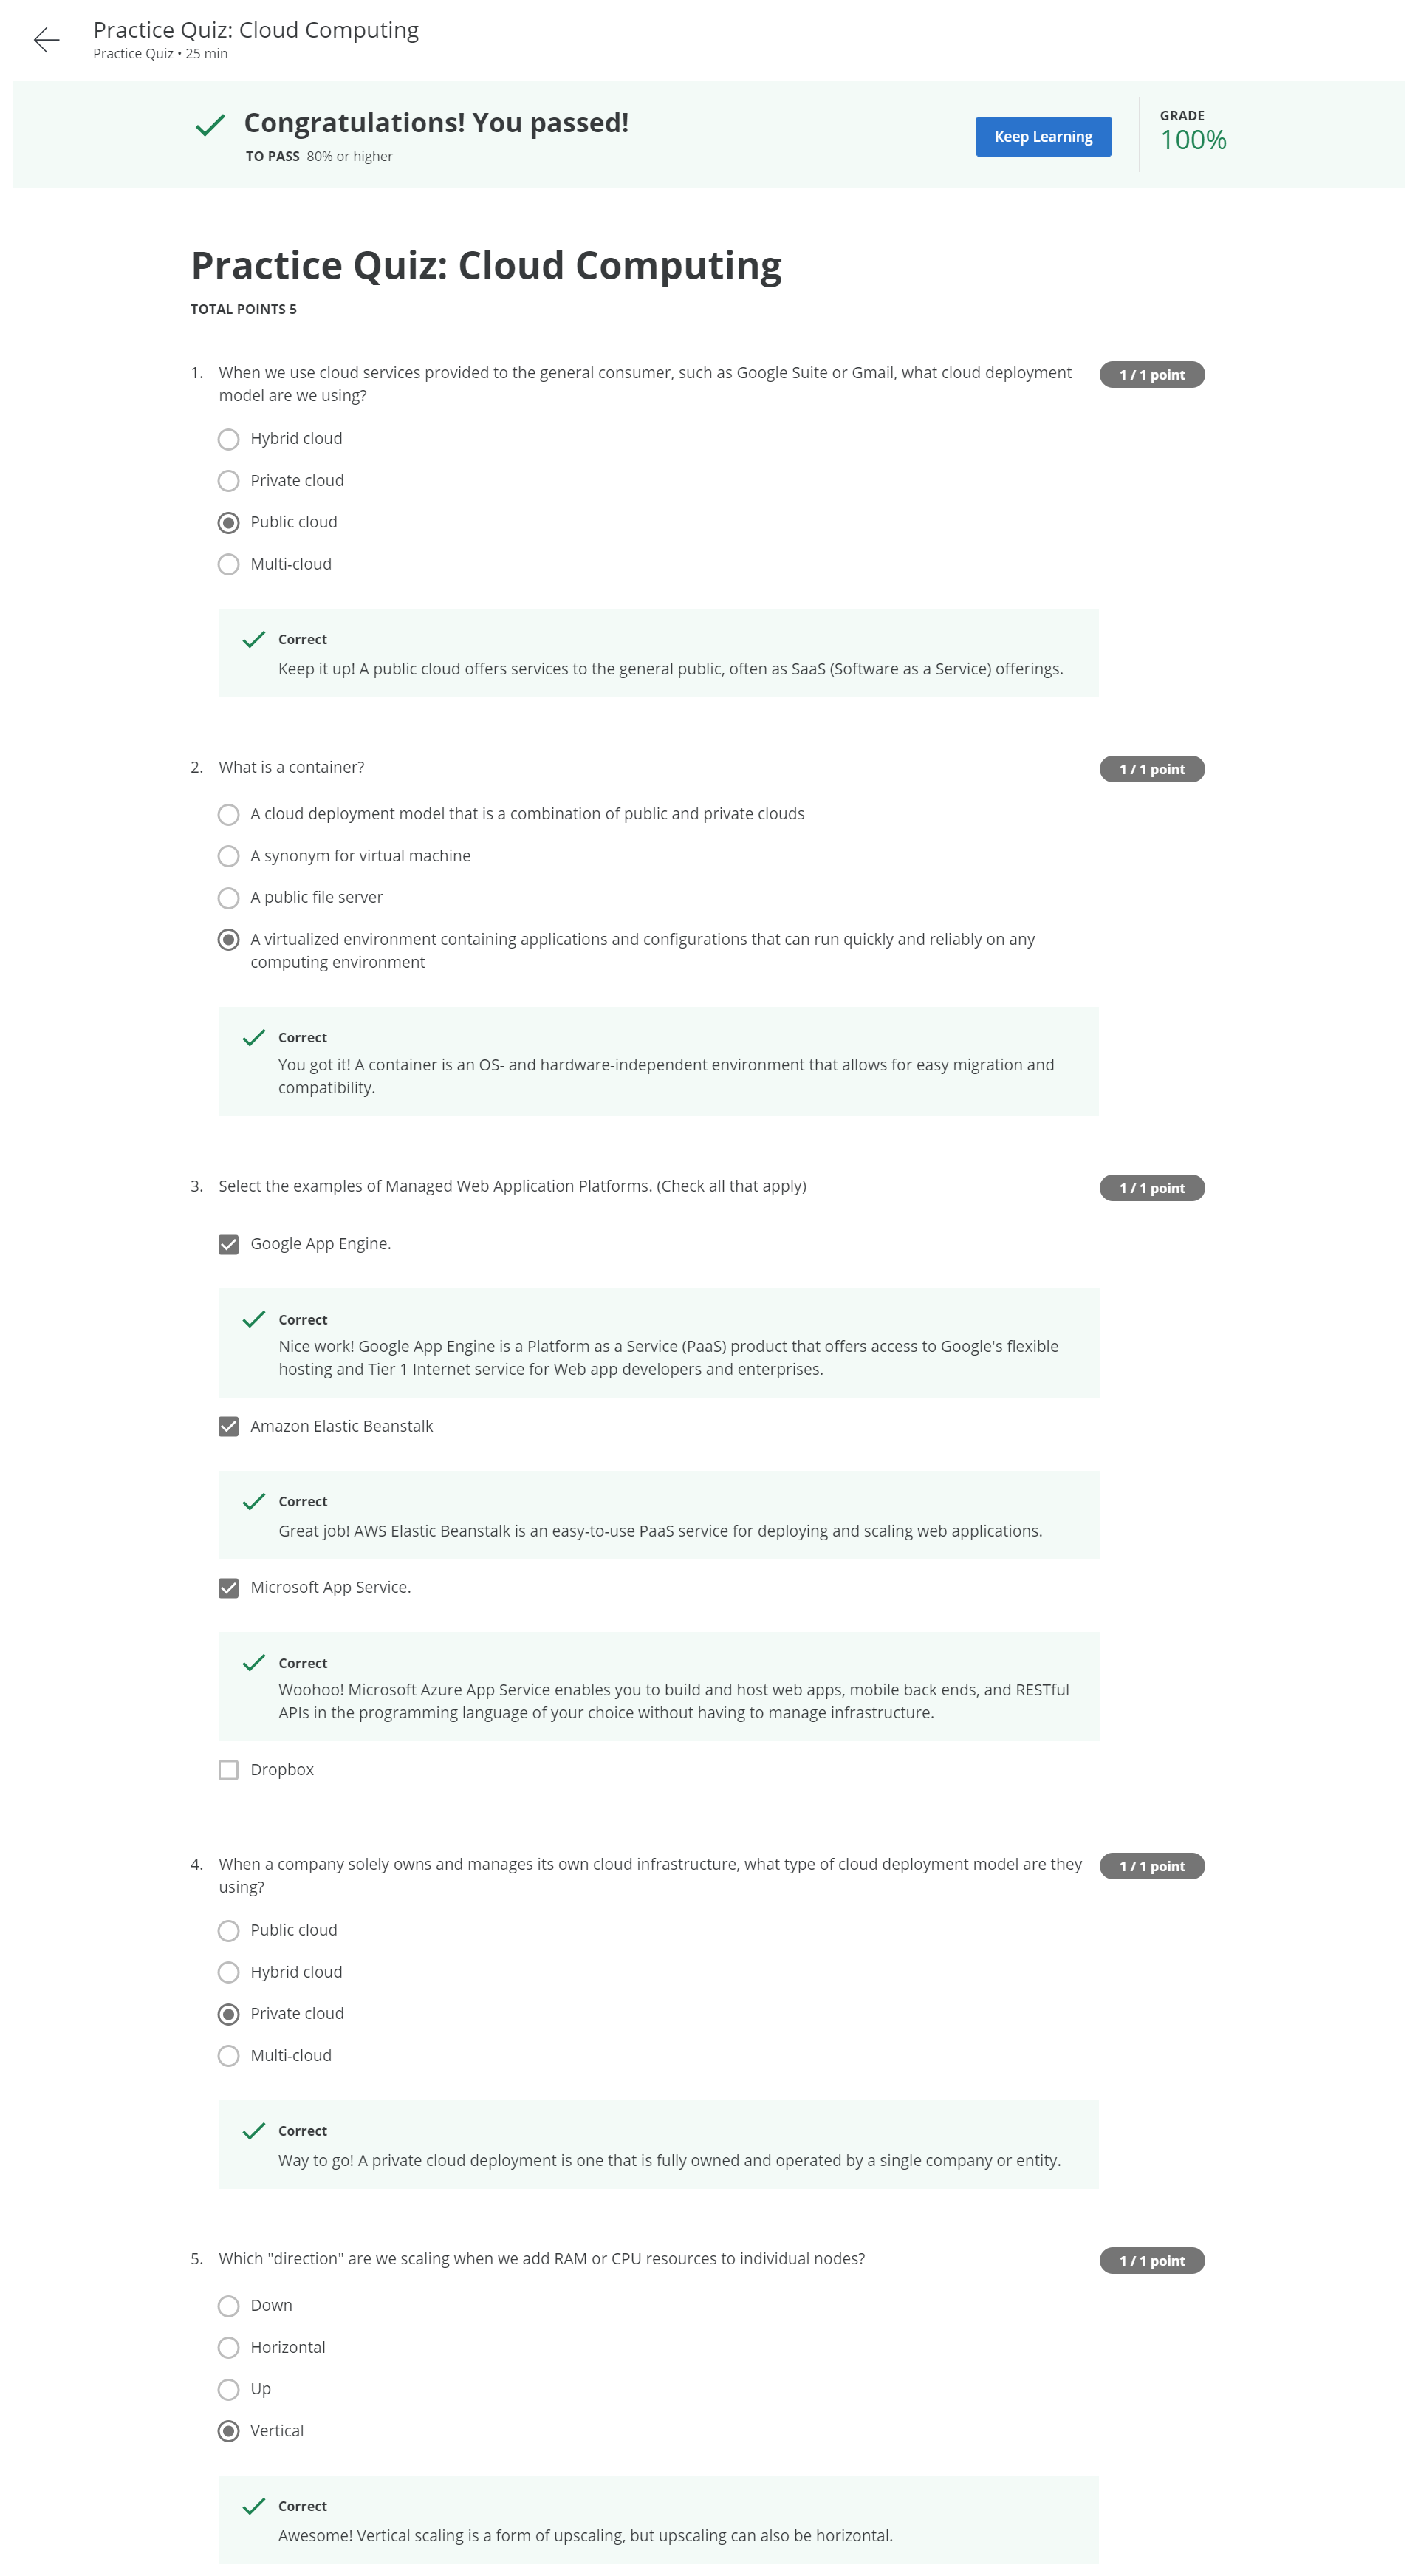 Practice Quiz: Cloud Computing
Practice Quiz • 25 min
Congratulations! You passed!
TO PASS 80% or higher
Keep Learning
GRADE
100%
Practice Quiz: Cloud Computing
TOTAL POINTS 5
1. When we use cloud services provided to the general consumer, such as Google Suite or Gmail, what cloud deployment
model are we using?
1 / 1 point
Hybrid cloud
Private cloud
Public cloud
Multi-cloud
Correct
Keep it up! A public cloud offers services to the general public, often as SaaS (Software as a Service) offerings.
2. What is a container?
1 / 1 point
A cloud deployment model that is a combination of public and private clouds
A synonym for virtual machine
A public file server
A virtualized environment containing applications and configurations that can run quickly and reliably on any
computing environment
Correct
You got it! A container is an OS- and hardware-independent environment that allows for easy migration and
compatibility.
3. Select the examples of Managed Web Application Platforms. (Check all that apply)
1 / 1 point
Google App Engine.
Correct
Nice work! Google App Engine is a Platform as a Service (PaaS) product that offers access to Google's flexible
hosting and Tier 1 Internet service for Web app developers and enterprises.
Amazon Elastic Beanstalk
Correct
Great job! AWS Elastic Beanstalk is an easy-to-use PaaS service for deploying and scaling web applications.
Microsoft App Service.
Correct
Woohoo! Microsoft Azure App Service enables you to build and host web apps, mobile back ends, and RESTful
APIs in the programming language of your choice without having to manage infrastructure.
Dropbox
4. When a company solely owns and manages its own cloud infrastructure, what type of cloud deployment model are they
using?
1 / 1 point
Public cloud
Hybrid cloud
Private cloud
Multi-cloud
Correct
Way to go! A private cloud deployment is one that is fully owned and operated by a single company or entity.
5. Which "direction" are we scaling when we add RAM or CPU resources to individual nodes?
1 / 1 point
Down
Horizontal
Up
Vertical
Correct
Awesome! Vertical scaling is a form of upscaling, but upscaling can also be horizontal.